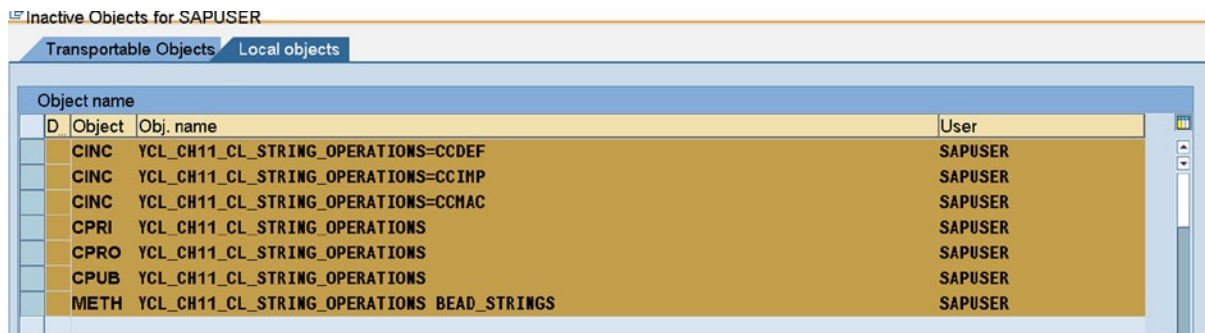 Inactive Objects for SAPUSER
Transportable Objects Local objects
Object name
D... Object Obj. name User
CINC YCL_CH11_CL_STRING_OPERATIONS=CCDEF SAPUSER
CINC YCL_CH11_CL_STRING_OPERATIONS=CCIMP SAPUSER
CINC YCL_CH11_CL_STRING_OPERATIONS=CCMAC SAPUSER
CPRI YCL_CH11_CL_STRING_OPERATIONS SAPUSER
CPRO YCL_CH11_CL_STRING_OPERATIONS SAPUSER
CPUB YCL_CH11_CL_STRING_OPERATIONS SAPUSER
METH YCL_CH11_CL_STRING_OPERATIONS BEAD_STRINGS SAPUSER